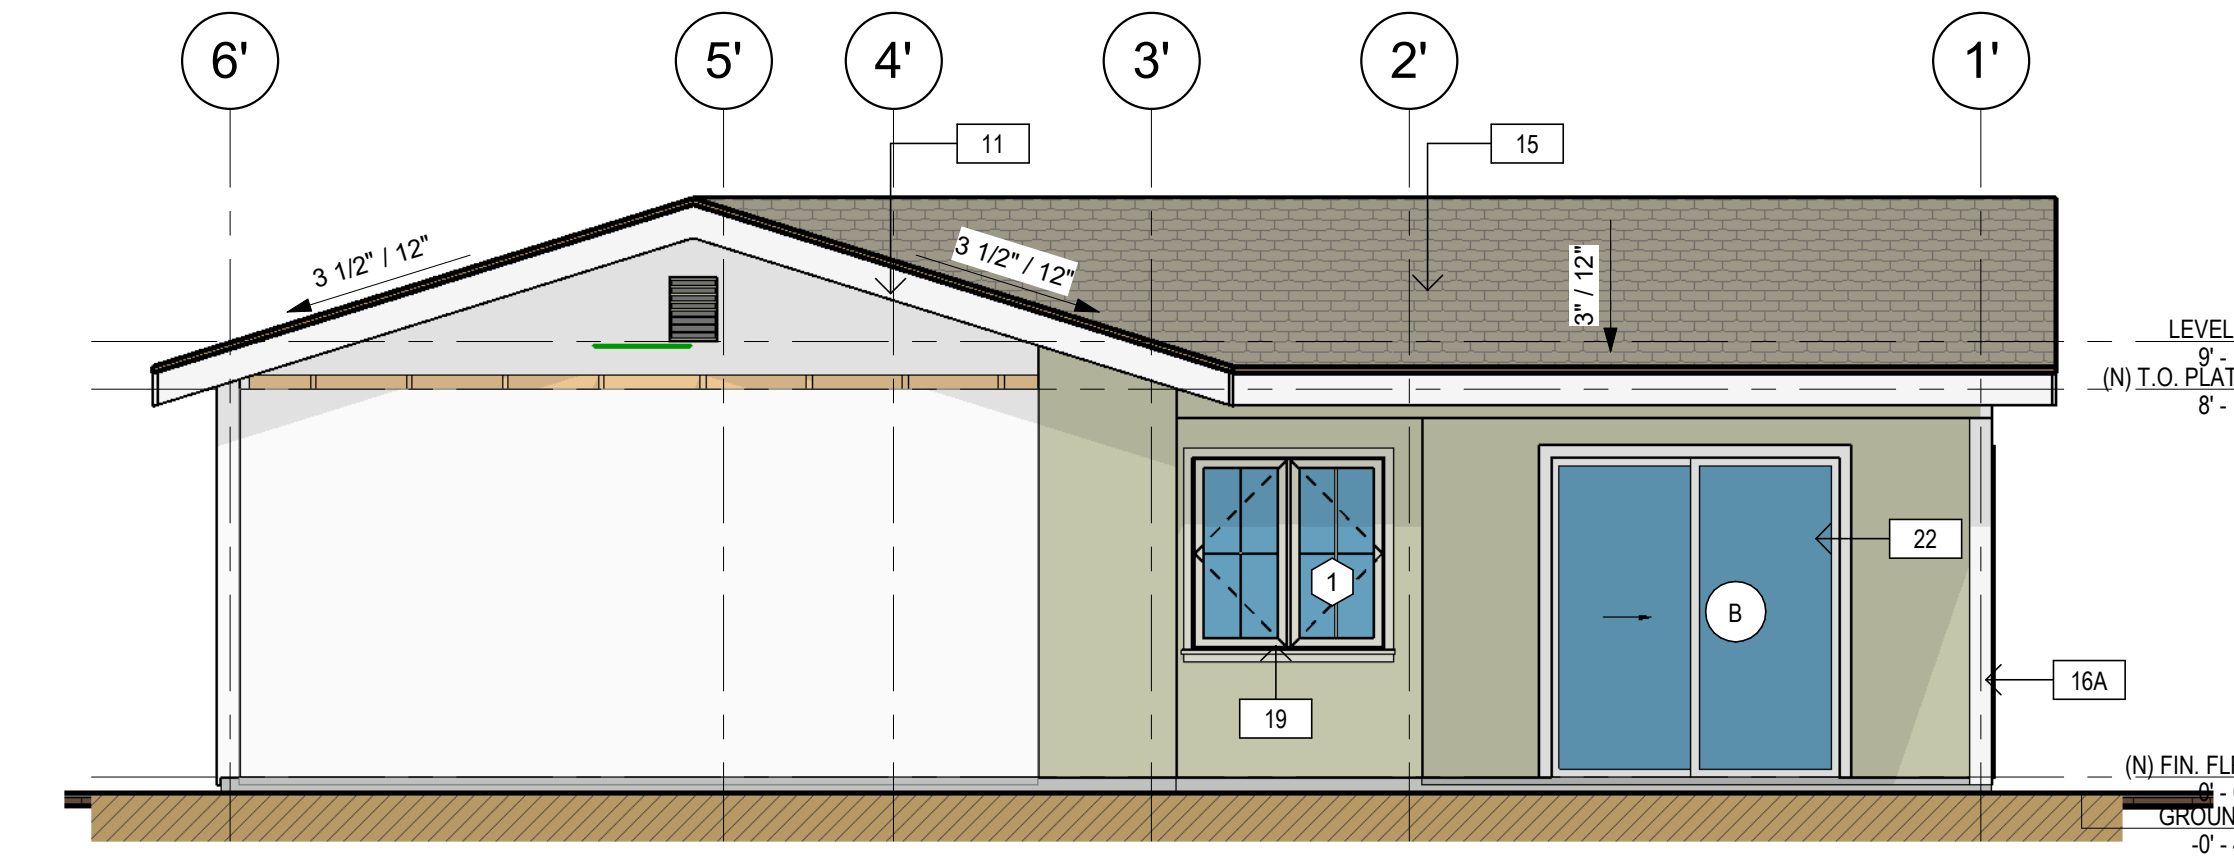 6'
5'
4'
3'
2'
1'
11
15
3 1/2" / 12"
3 1/2" / 12"
3" / 12"
LEVEL
9' -
(N) T.O. PLAT
8' -
22
1
B
16A
19
(N) FIN. FL
0' -
GROUN
-0' -